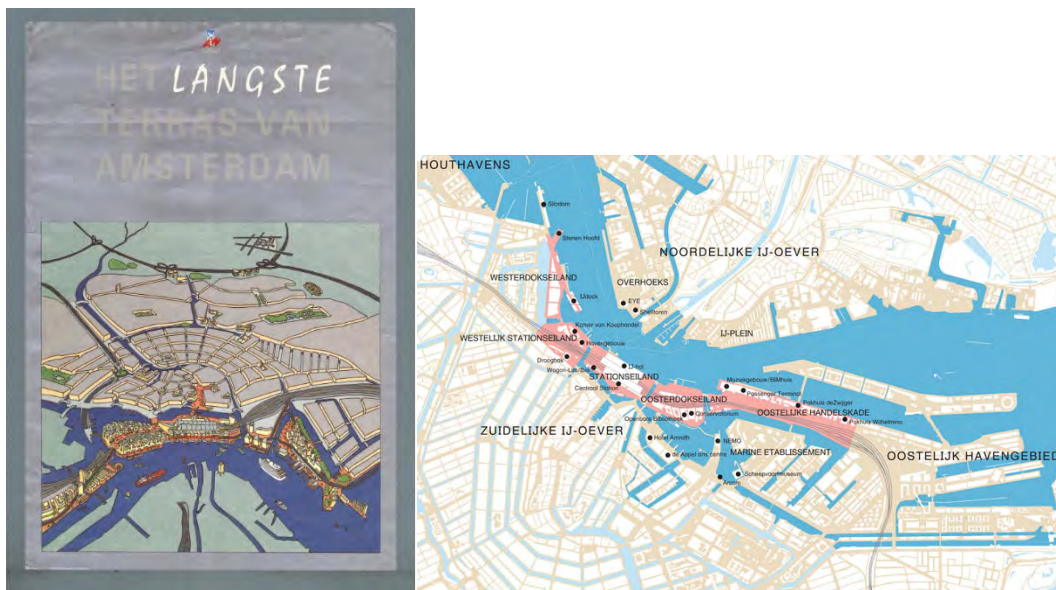 HET LANGSTE
TERRAS VAN
AMSTERDAM
HOUTHAVENS
Silodam
Stenen Hoofd
NOORDELIJKE IJ-OEVER
WESTERDOKSEILAND
OVERHOEKS
IJdock
EYE
Shelltoren
Kamer van Koophandel
IJ-PLEIN
WESTELIJK STATIONSEILAND
Havengebouw
Droogbak
Wagon-Lits
IJ-hal
STATIONSEILAND
Centraal Station
Muziekgebouw/BIMhuis
Passenger Terminal
OOSTERDOKSEILAND
Pakhuis deZwijger
Openbare Bibliotheek
Conservatorium
OOSTELIJKE HANDELSKADE
Pakhuis Wilhelmina
ZUIDELIJKE IJ-OEVER
Hotel Amrath
NEMO
MARINE ETABLISSEMENT
de Appel arts centre
OOSTELIJK HAVENGEBIED
Scheepvaartmuseum
Arcam